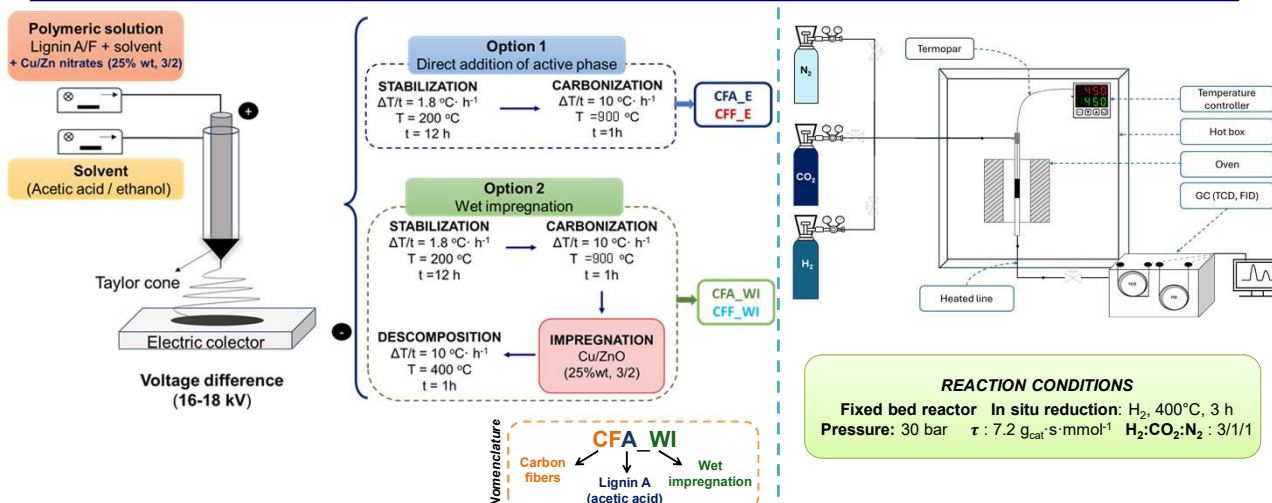 Polymeric solution
Lignin A/F + solvent
+ Cu/Zn nitrates (25% wt, 3/2)
+
Solvent
(Acetic acid / ethanol)
Taylor cone
-
Electric colector
Voltage difference
(16-18 kV)
Option 1
Direct addition of active phase
STABILIZATION
ΔT/t = 1.8 ºC· h⁻¹
T = 200 ºC
t = 12 h
CARBONIZATION
ΔT/t = 10 ºC· h⁻¹
T =900 ºC
t =1h
CFA_E
CFF_E
Option 2
Wet impregnation
STABILIZATION
ΔT/t = 1.8 ºC· h⁻¹
T = 200 ºC
t =12 h
CARBONIZATION
ΔT/t = 10 ºC· h⁻¹
T =900 ºC
t = 1h
DESCOMPOSITION
ΔT/t = 10 ºC· h⁻¹
T = 400 ºC
t = 1h
IMPREGNATION
Cu/ZnO
(25%wt, 3/2)
CFA_WI
CFF_WI
Nomenclature
CFA_WI
Carbon
fibers
Lignin A
(acetic acid)
Wet
impregnation
N₂
CO₂
H₂
Termopar
450
450
Temperature
controller
Hot box
Oven
GC (TCD, FID)
Heated line
TCD
FID
REACTION CONDITIONS
Fixed bed reactor In situ reduction: H₂, 400°C, 3 h
Pressure: 30 bar τ : 7.2 g_cat·s·mmol⁻¹ H₂:CO₂:N₂ : 3/1/1